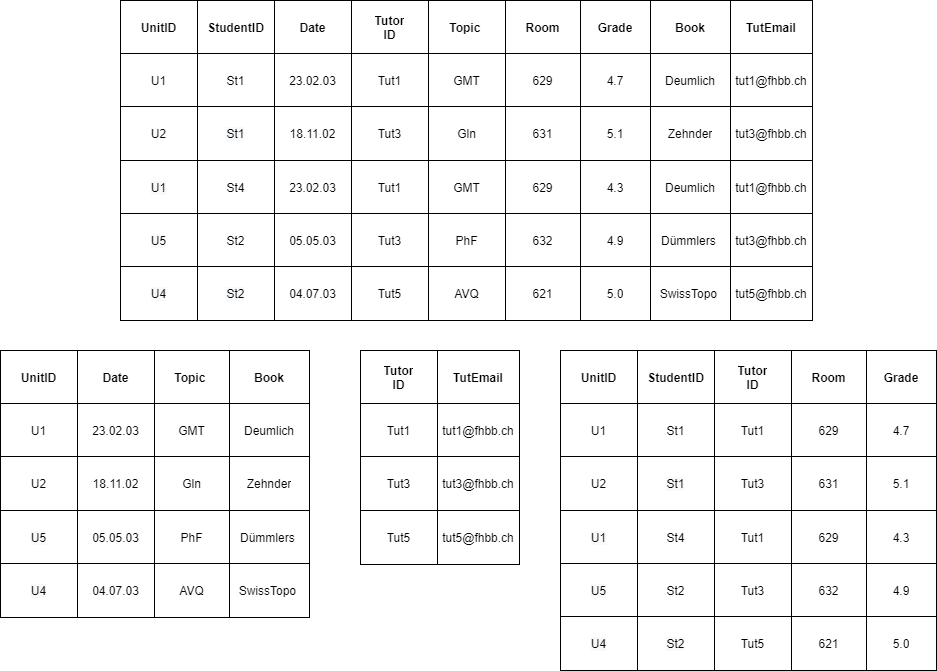 UnitID StudentID Date Tutor ID Topic Room Grade Book TutEmail
U1 St1 23.02.03 Tut1 GMT 629 4.7 Deumlich tut1@fhbb.ch
U2 St1 18.11.02 Tut3 GIn 631 5.1 Zehnder tut3@fhbb.ch
U1 St4 23.02.03 Tut1 GMT 629 4.3 Deumlich tut1@fhbb.ch
U5 St2 05.05.03 Tut3 PhF 632 4.9 Dümmlers tut3@fhbb.ch
U4 St2 04.07.03 Tut5 AVQ 621 5.0 SwissTopo tut5@fhbb.ch
UnitID Date Topic Book
U1 23.02.03 GMT Deumlich
U2 18.11.02 GIn Zehnder
U5 05.05.03 PhF Dümmlers
U4 04.07.03 AVQ SwissTopo
Tutor ID TutEmail
Tut1 tut1@fhbb.ch
Tut3 tut3@fhbb.ch
Tut5 tut5@fhbb.ch
UnitID StudentID Tutor ID Room Grade
U1 St1 Tut1 629 4.7
U2 St1 Tut3 631 5.1
U1 St4 Tut1 629 4.3
U5 St2 Tut3 632 4.9
U4 St2 Tut5 621 5.0